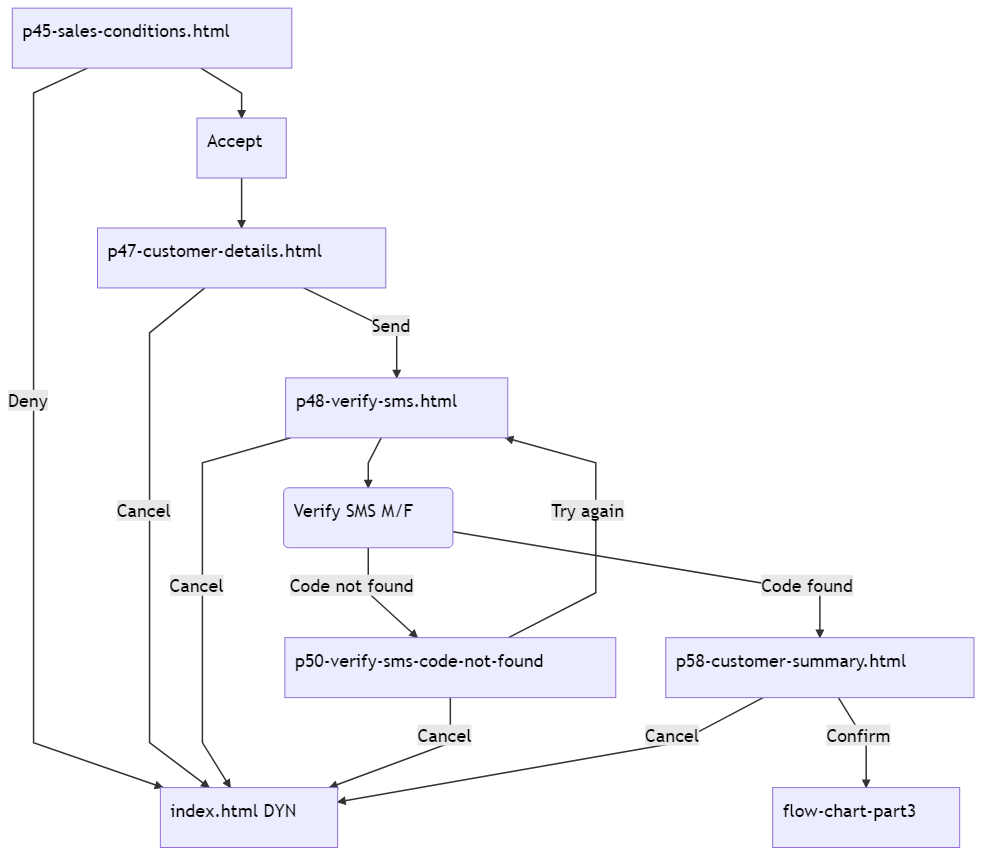 p45-sales-conditions.html
Accept
p47-customer-details.html
Send
Deny
p48-verify-sms.html
Cancel
Verify SMS M/F
Try again
Cancel
Code not found
Code found
p50-verify-sms-code-not-found
p58-customer-summary.html
Cancel
Cancel
Confirm
index.html DYN
flow-chart-part3